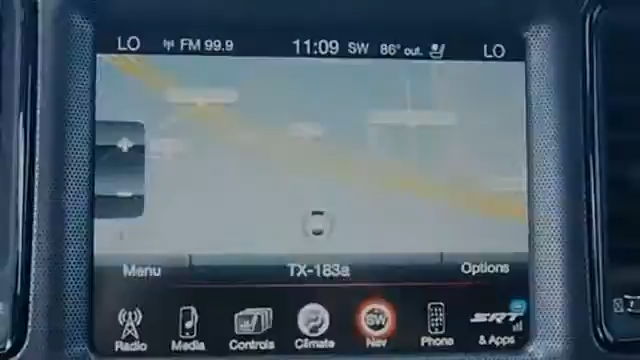 LO FM 99.9 11:09 SW 86° out. LO
+
-
Menu TX-183a Options
Radio Media Controls Climate SW Nav Phone SRT & Apps